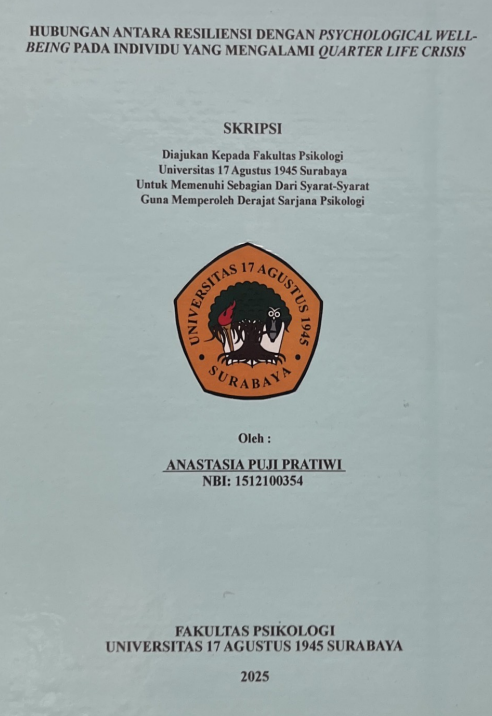 HUBUNGAN ANTARA RESILIENSI DENGAN PSYCHOLOGICAL WELL-
BEING PADA INDIVIDU YANG MENGALAMI QUARTER LIFE CRISIS
SKRIPSI
Diajukan Kepada Fakultas Psikologi
Universitas 17 Agustus 1945 Surabaya
Untuk Memenuhi Sebagian Dari Syarat-Syarat
Guna Memperoleh Derajat Sarjana Psikologi
UNIVERSITAS 17 AGUSTUS 1945
SURABAYA
Oleh :
ANASTASIA PUJI PRATIWI
NBI: 1512100354
FAKULTAS PSIKOLOGI
UNIVERSITAS 17 AGUSTUS 1945 SURABAYA
2025